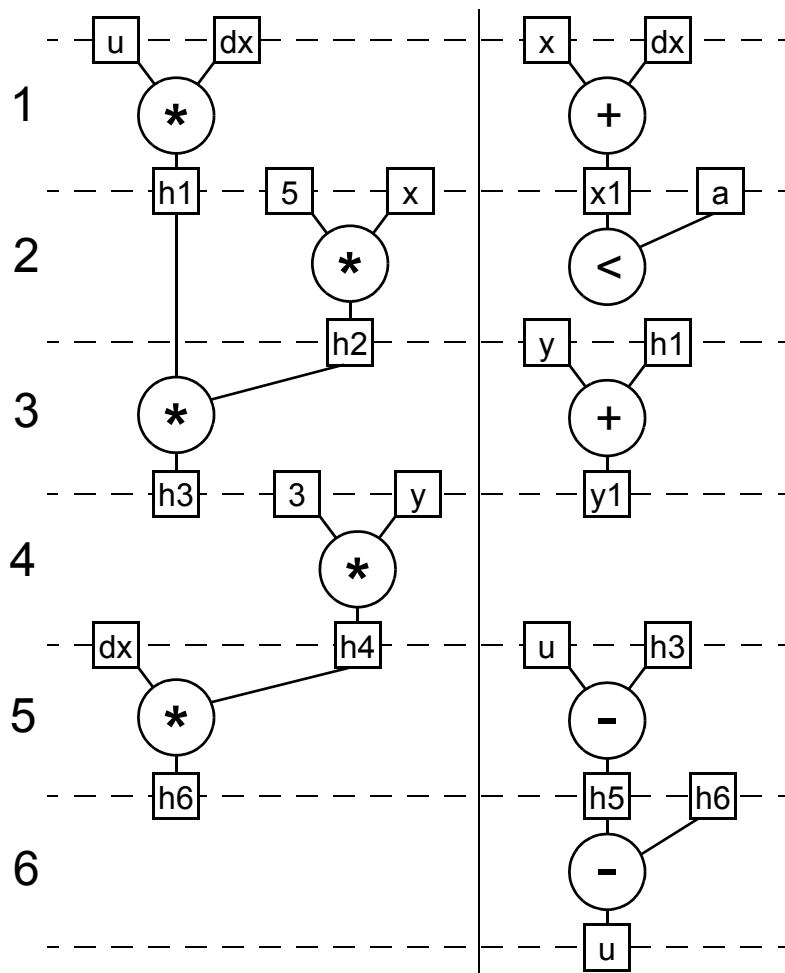 u dx x dx
1 * +
h1 5 x x1 a
2 * <
h2 y h1
3 * +
h3 3 y y1
4 *
dx h4 u h3
5 * -
h6 h5 h6
6 -
u